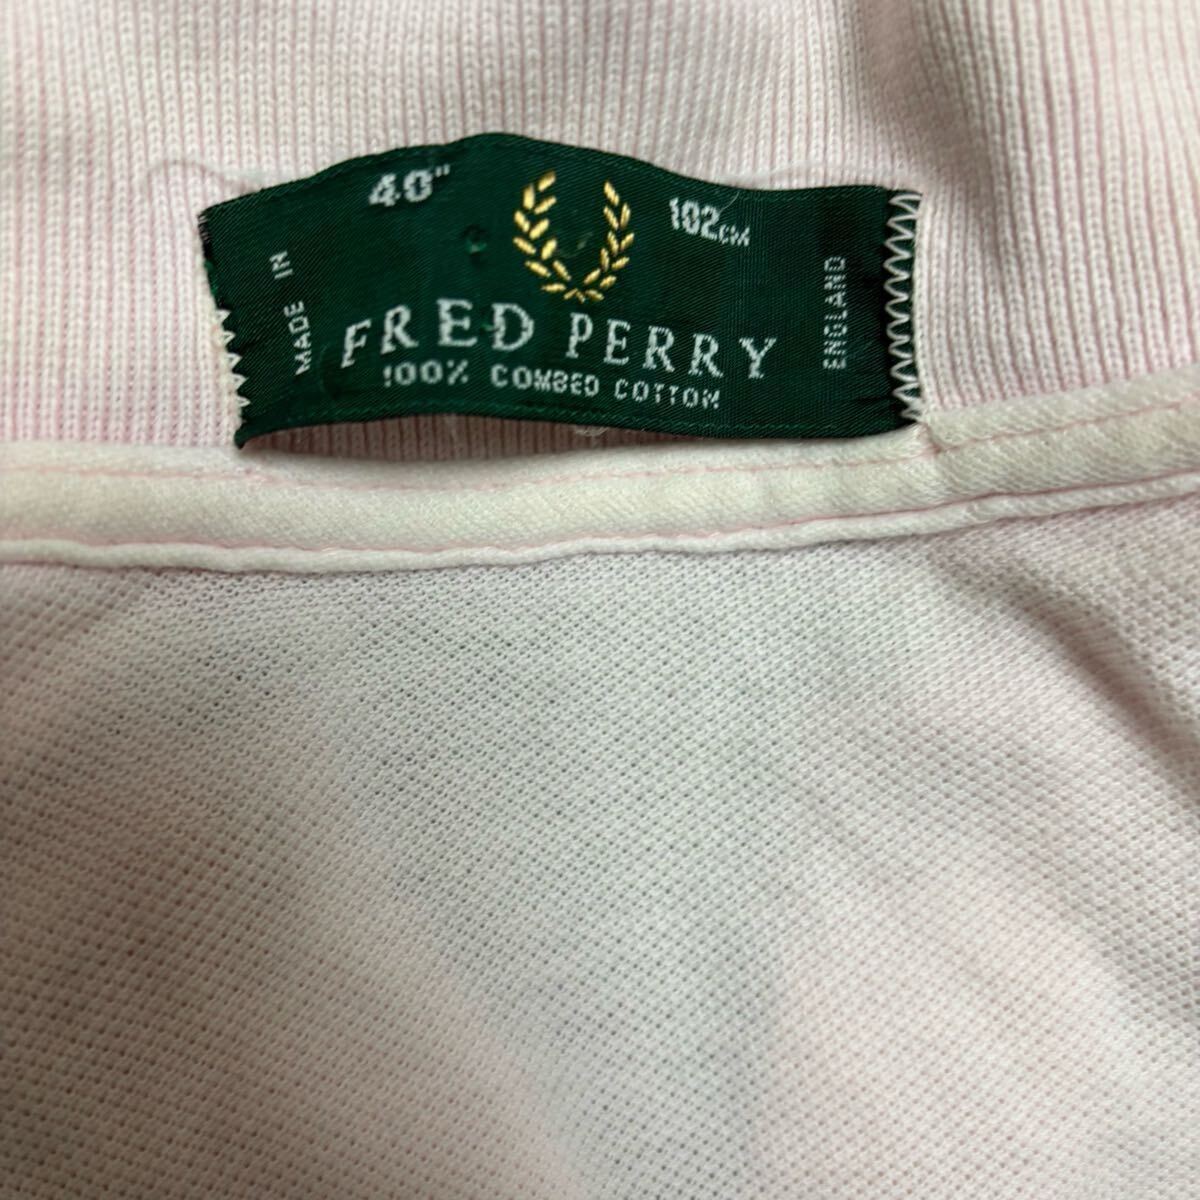 40"
102CM
MADE IN
ENGLAND
FRED PERRY
100% COMBED COTTON